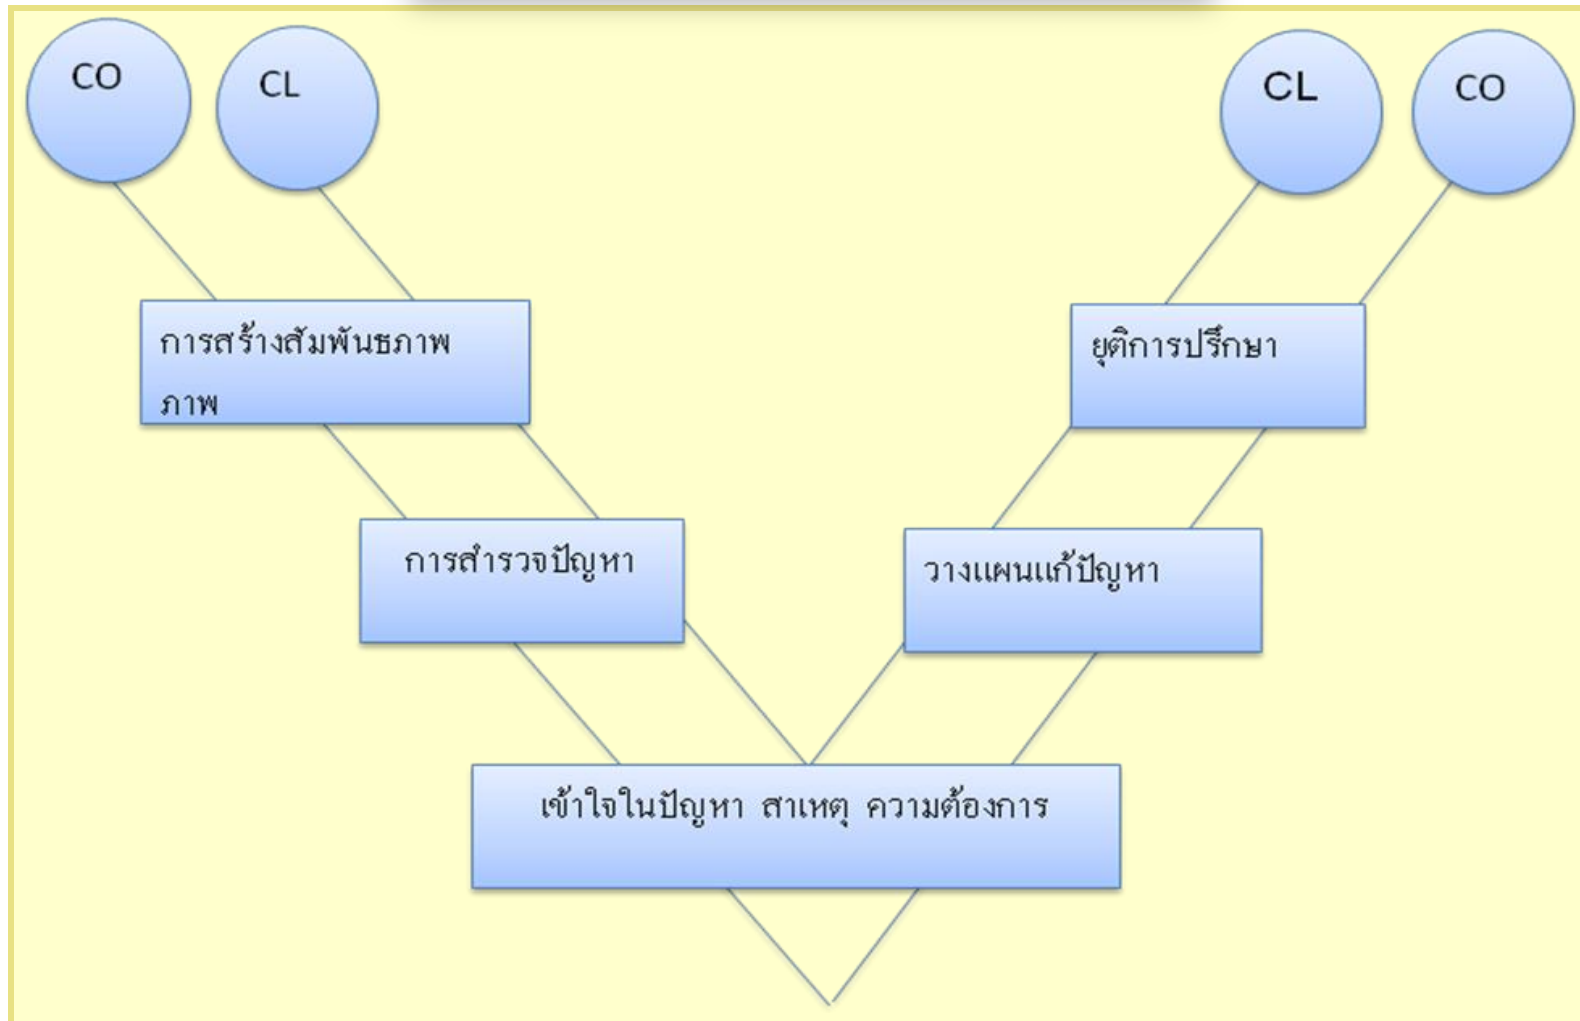 CO
CL
CL
CO
การสร้างสัมพันธภาพ
ภาพ
ยุติการปรึกษา
การสำรวจปัญหา
วางแผนแก้ปัญหา
เข้าใจในปัญหา สาเหตุ ความต้องการ